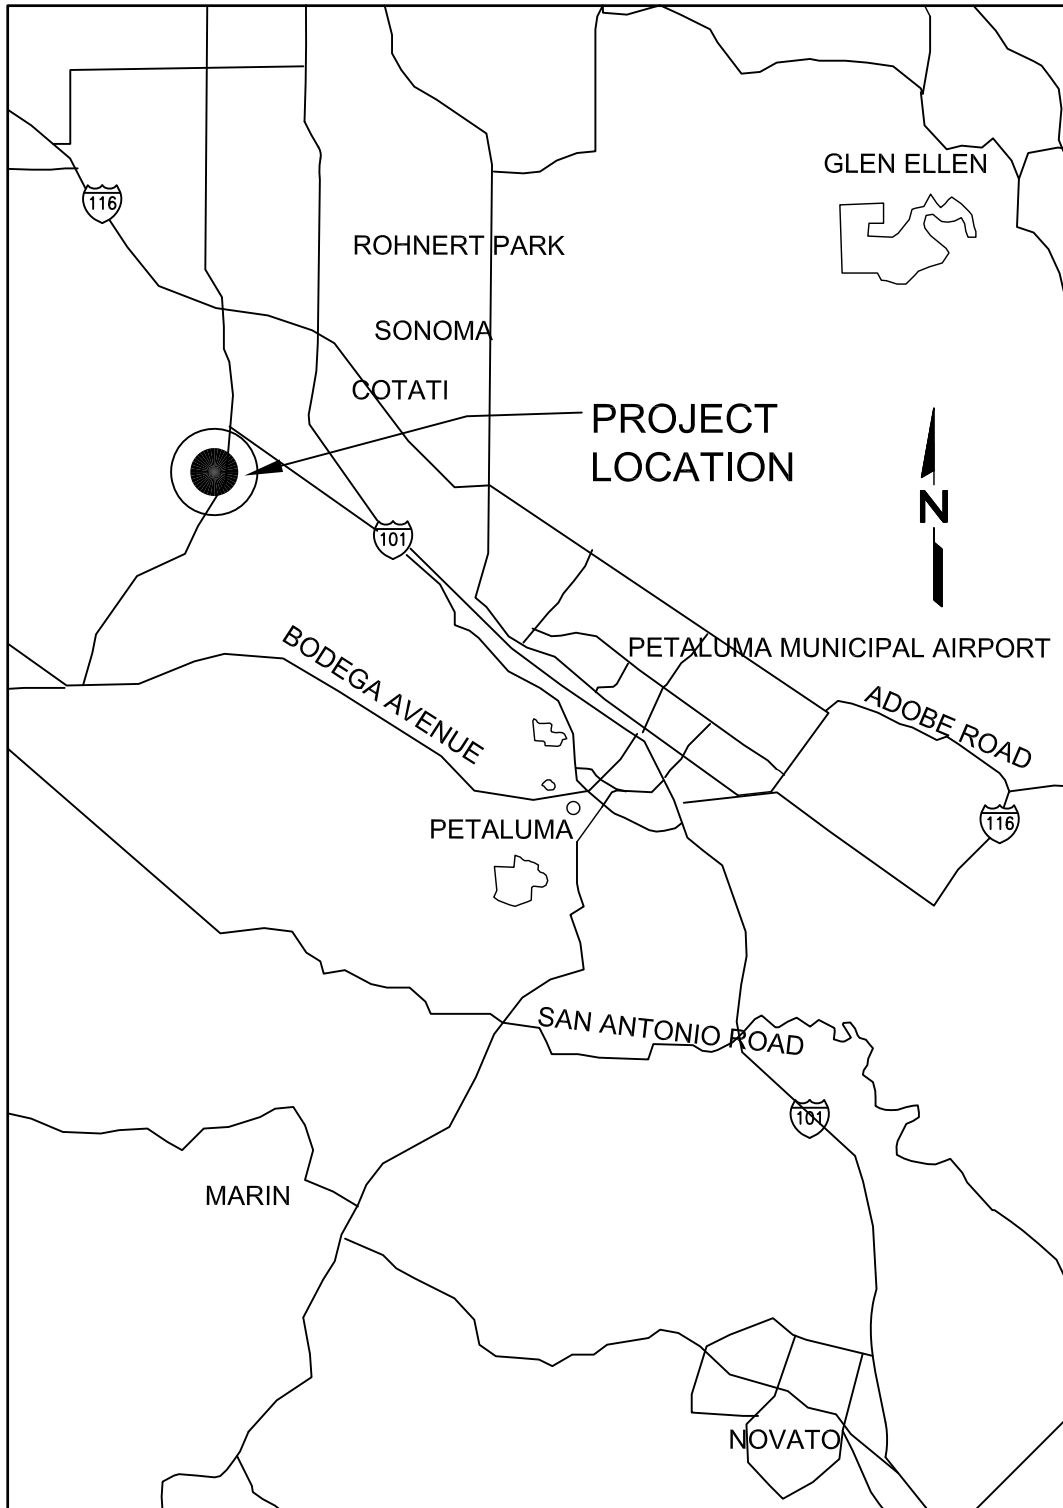 GLEN ELLEN
116
ROHNERT PARK
SONOMA
COTATI
PROJECT
LOCATION
N
101
BODEGA AVENUE
PETALUMA MUNICIPAL AIRPORT
ADOBE ROAD
116
PETALUMA
SAN ANTONIO ROAD
101
MARIN
NOVATO